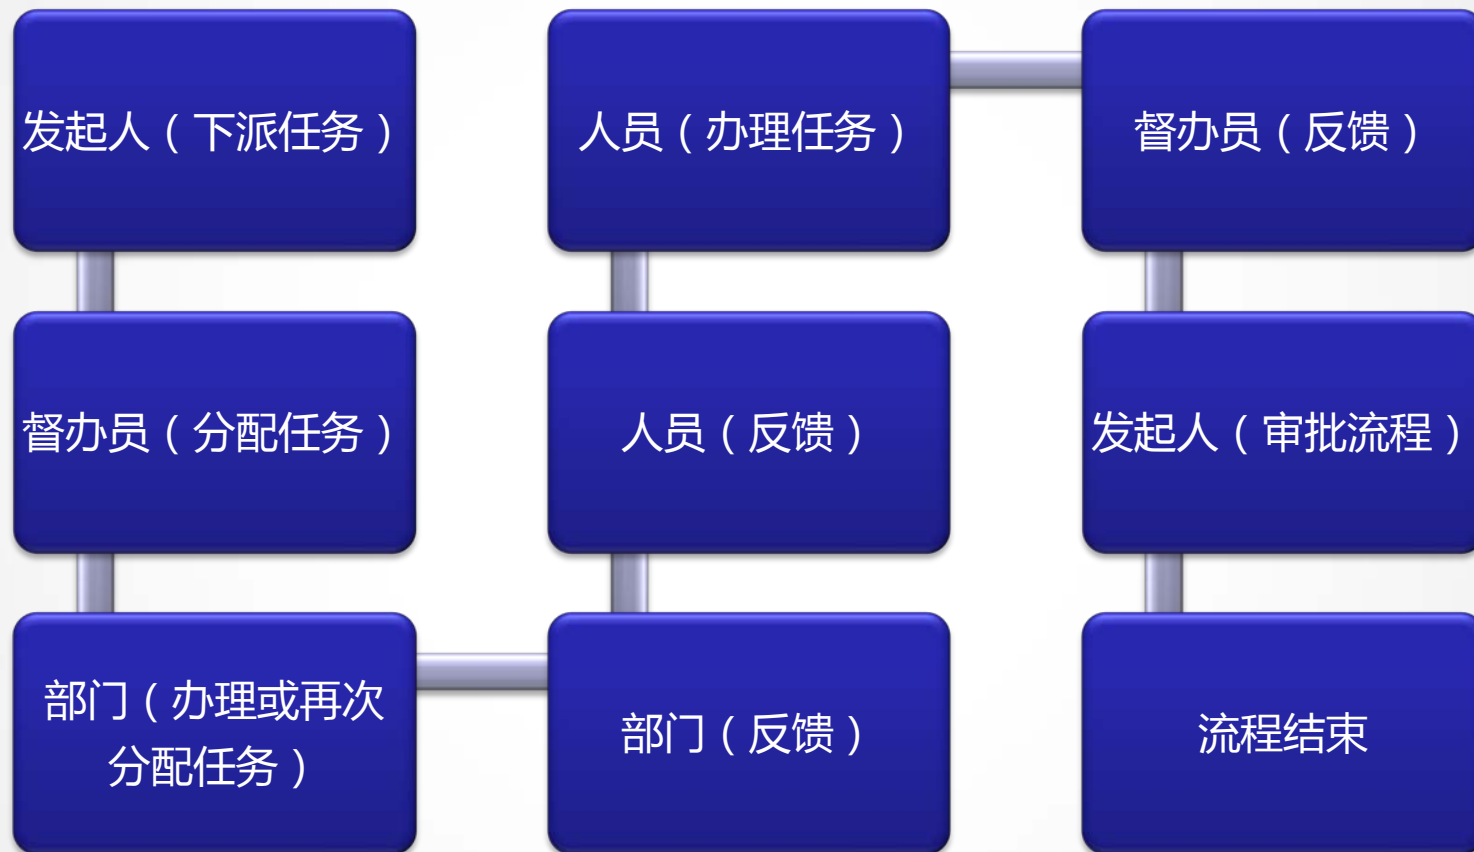 发起人（下派任务）
督办员（分配任务）
部门（办理或再次
分配任务）
部门（反馈）
人员（反馈）
人员（办理任务）
督办员（反馈）
发起人（审批流程）
流程结束